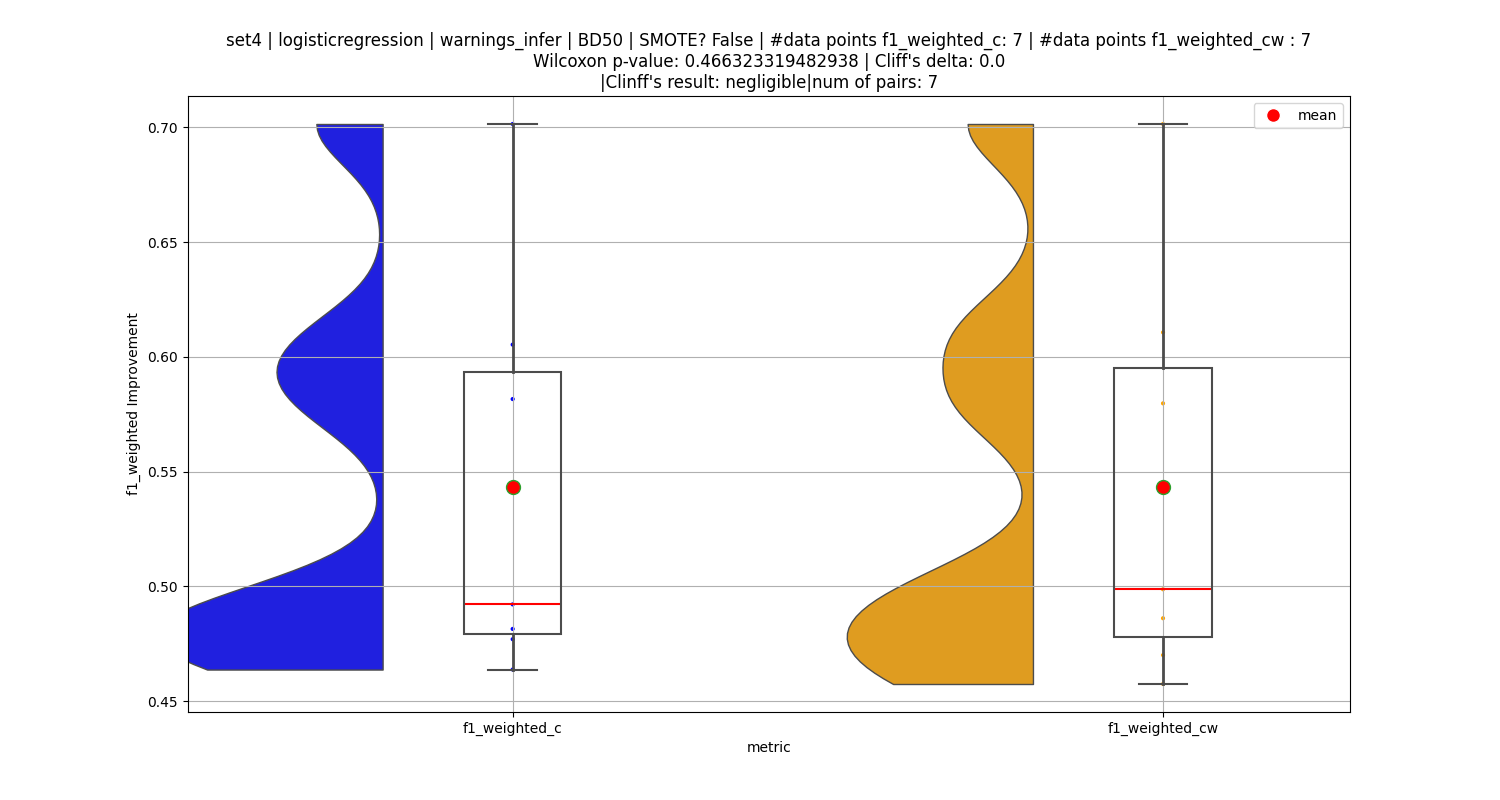 set4 | logisticregression | warnings_infer | BD50 | SMOTE? False | #data points f1_weighted_c: 7 | #data points f1_weighted_cw : 7
Wilcoxon p-value: 0.466323319482938 | Cliff's delta: 0.0
|Clinff's result: negligible|num of pairs: 7
mean
0.70
0.65
0.60
0.55
0.50
0.45
f1_weighted Improvement
f1_weighted_c
f1_weighted_cw
metric